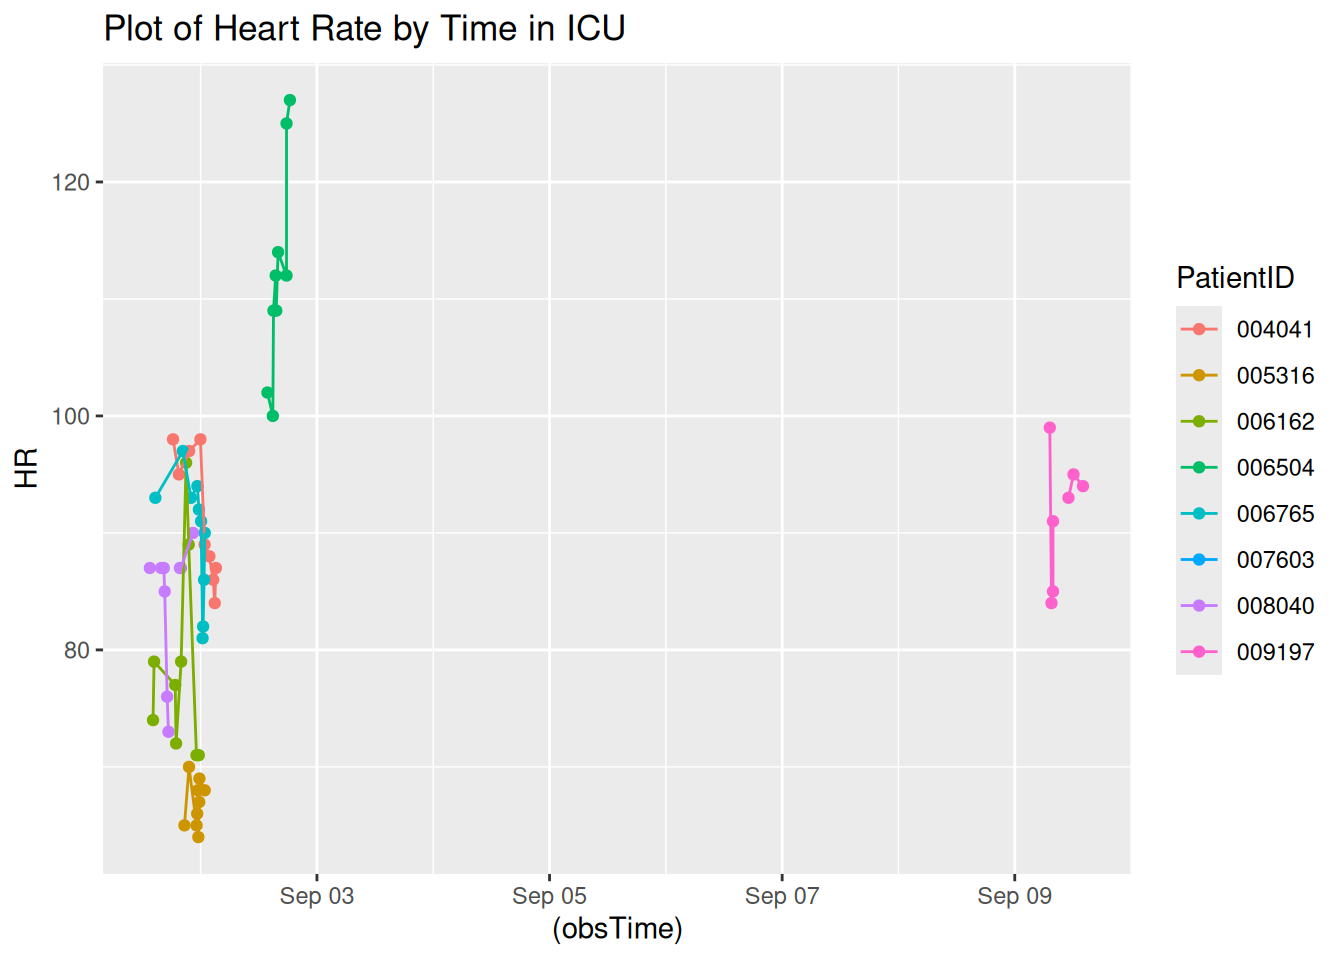 Plot of Heart Rate by Time in ICU
HR
120
100
80
Sep 03
Sep 05
Sep 07
Sep 09
(obsTime)
PatientID
004041
005316
006162
006504
006765
007603
008040
009197